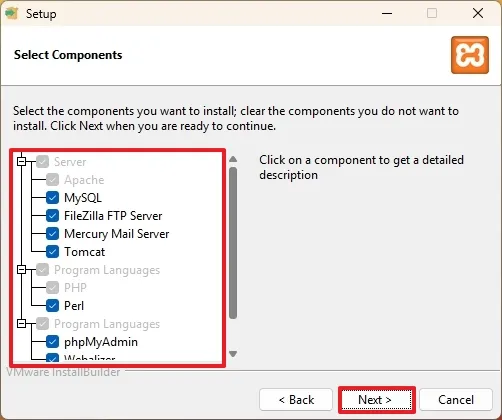 Setup
Select Components
Select the components you want to install; clear the components you do not want to
install. Click Next when you are ready to continue.
Server
Apache
MySQL
FileZilla FTP Server
Mercury Mail Server
Tomcat
Program Languages
PHP
Perl
Program Languages
phpMyAdmin
Webalizer
Click on a component to get a detailed
description
VMware InstallBuilder
< Back
Next >
Cancel